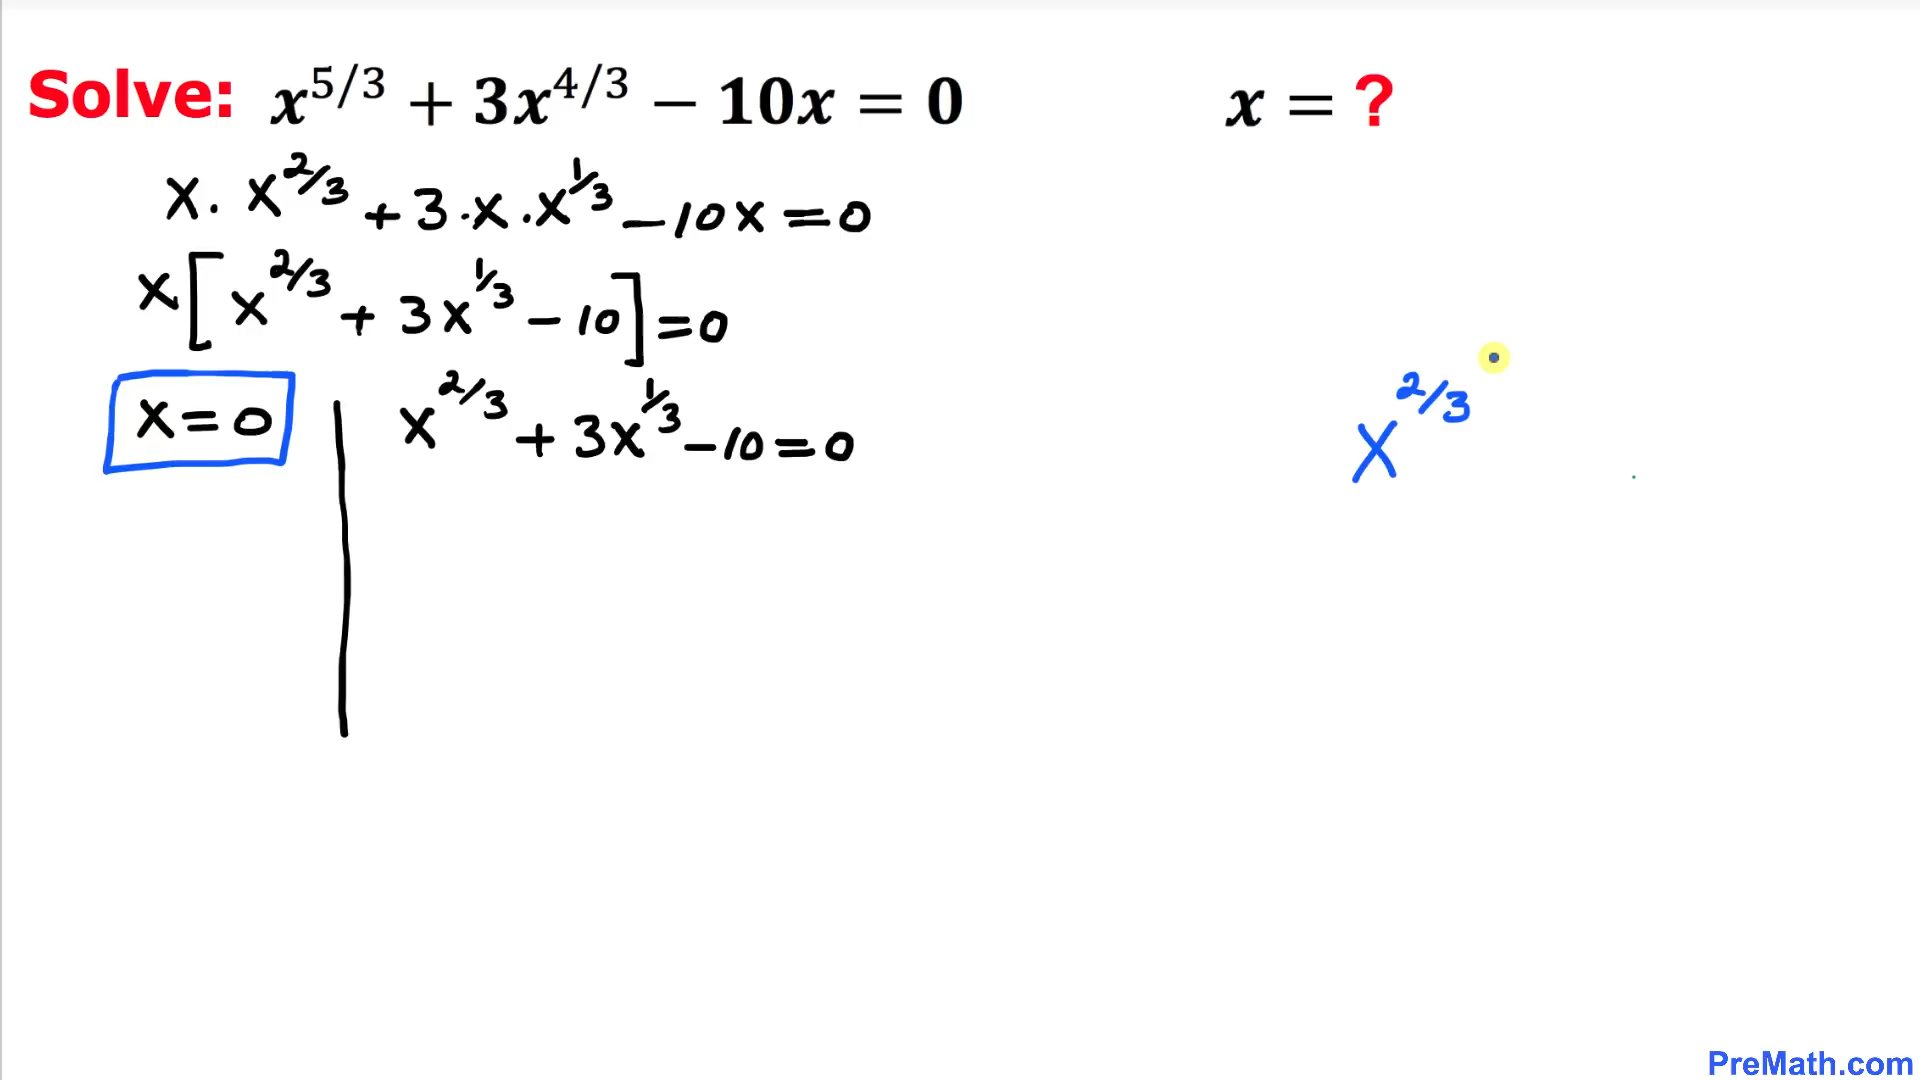 Solve: x^{5/3} + 3x^{4/3} − 10x = 0 x = ?
x · x^{2/3} + 3 · x · x^{1/3} − 10x = 0
x[x^{2/3} + 3x^{1/3} − 10] = 0
x = 0 | x^{2/3} + 3x^{1/3} − 10 = 0
x^{2/3}
PreMath.com